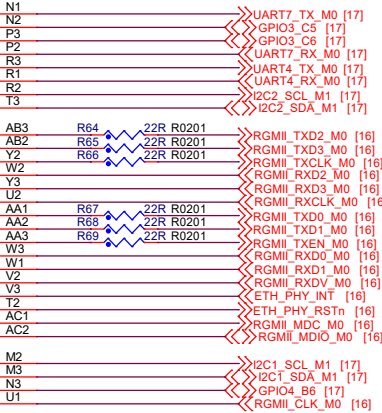 N1 UART7_TX_M0 [17]
N2 GPIO3_C5 [17]
P3 GPIO3_C6 [17]
P2 UART7_RX_M0 [17]
R3 UART4_TX_M0 [17]
R1 UART4_RX_M0 [17]
R2 I2C2_SCL_M1 [17]
T3 I2C2_SDA_M1 [17]
AB3 R64 22R R0201 RGMII_TXD2_M0 [16]
AB2 R65 22R R0201 RGMII_TXD3_M0 [16]
Y2 R66 22R R0201 RGMII_TXCLK_M0 [16]
W2 RGMII_RXD2_M0 [16]
Y3 RGMII_RXD3_M0 [16]
U2 RGMII_RXCLK_M0 [16
AA1 R67 22R R0201 RGMII_TXD0_M0 [16]
AA2 R68 22R R0201 RGMII_TXD1_M0 [16]
AA3 R69 22R R0201 RGMII_TXEN_M0 [16]
W3 RGMII_RXD0_M0 [16]
W1 RGMII_RXD1_M0 [16]
V2 RGMII_RXDV_M0 [16]
V3 ETH_PHY_INT [16]
T2 ETH_PHY_RSTn [16]
AC1 RGMII_MDC_M0 [16]
AC2 RGMII_MDIO_M0 [16]
M2 I2C1_SCL_M1 [17]
M3 I2C1_SDA_M1 [17]
N3 GPIO4_B6 [17]
U1 RGMII_CLK_M0 [16]